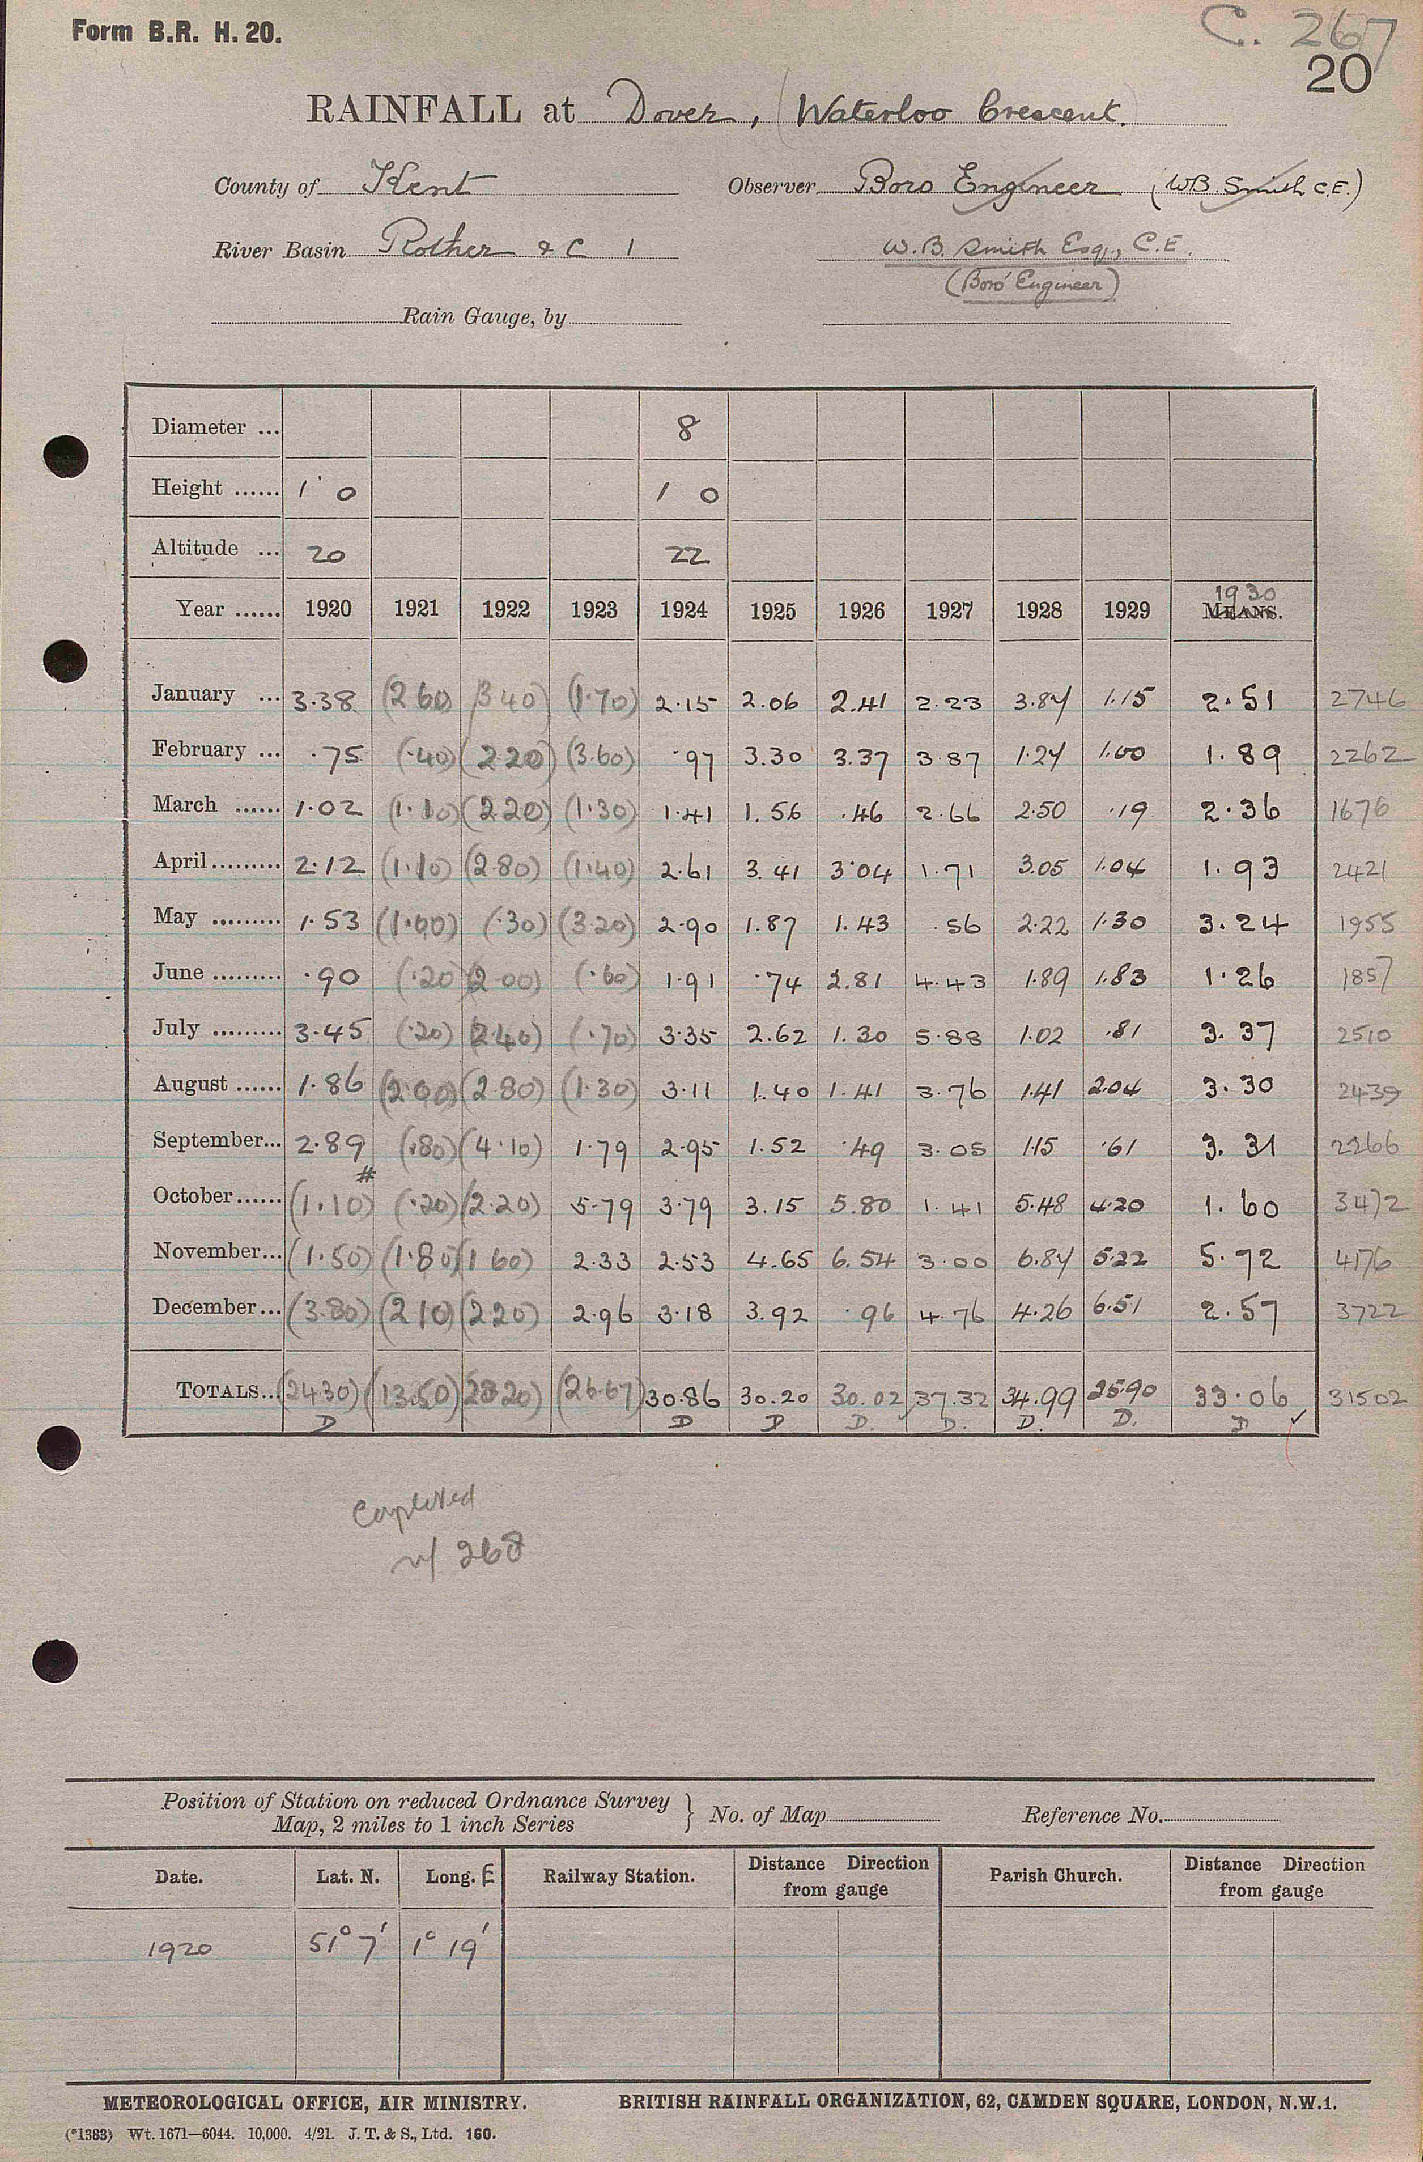 Form B.R. H. 20.
C. 267
20
RAINFALL at Dover, (Waterloo Crescent.)
County of Kent Observer Boro Engineer (WB Smith C.E.)
River Basin Rother & C 1 W.B. Smith Esq., C.E.
(Boro' Engineer)
Rain Gauge, by
Diameter ... 8
Height ...... 1' 0 1 0
Altitude ... 20 22
1930
Year ...... 1920 1921 1922 1923 1924 1925 1926 1927 1928 1929 MEANS.
January ... 3.38 (2.60) (3.40) (1.70) 2.15 2.06 2.41 2.23 3.84 1.15 2.51 2746
February ... .75 (.40) (2.20) (3.60) .97 3.30 3.37 3.87 1.24 1.00 1.89 2262
March ...... 1.02 (1.10) (2.20) (1.30) 1.41 1.56 .46 2.66 2.50 .19 2.36 1676
April ......... 2.12 (1.10) (2.80) (1.40) 2.61 3.41 3.04 1.71 3.05 1.04 1.93 2421
May ......... 1.53 (1.00) (.30) (3.20) 2.90 1.87 1.43 .56 2.22 1.30 3.24 1955
June ......... .90 (.20) (2.00) (.60) 1.91 .74 2.81 4.43 1.89 1.83 1.26 1857
July ......... 3.45 (.20) (2.40) (.70) 3.35 2.62 1.30 5.88 1.02 .81 3.37 2510
August ...... 1.86 (2.00) (2.80) (1.30) 3.11 1.40 1.41 3.76 1.41 2.04 3.30 2439
September ... 2.89 (.80) (4.10) 1.79 2.95 1.52 .49 3.05 1.15 .61 3.31 2266
#
October ...... (1.10) (.20) (2.20) 5.79 3.79 3.15 5.80 1.41 5.48 4.20 1.60 3472
November ... (1.50) (1.80) (1.60) 2.33 2.53 4.65 6.54 3.00 6.84 5.22 5.72 4176
December ... (3.80) (2.10) (2.20) 2.96 3.18 3.92 .96 4.76 4.26 6.51 2.57 3722
TOTALS ... (24.30) (13.50) (28.20) (26.67) 30.86 30.20 30.02 37.32 34.99 25.90 33.06 31502
D D D D. D. D. D. D ✓
Completed
w/ 268
Position of Station on reduced Ordnance Survey
Map, 2 miles to 1 inch Series } No. of Map Reference No.
Date. Lat. N. Long. E Railway Station. Distance Direction from gauge Parish Church. Distance Direction from gauge
1920 51° 7' 1° 19'
METEOROLOGICAL OFFICE, AIR MINISTRY. BRITISH RAINFALL ORGANIZATION, 62, CAMDEN SQUARE, LONDON, N.W.1.
(*1383) Wt. 1671—6044. 10,000. 4/21. J. T. & S., Ltd. 160.